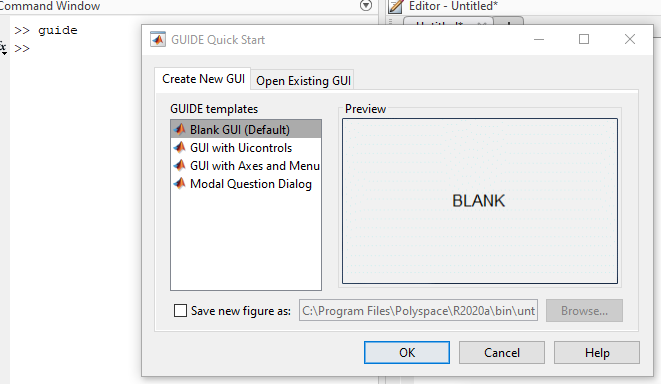 Command Window
Editor - Untitled*
Untitled*
>> guide
>>
fx
GUIDE Quick Start
Create New GUI
Open Existing GUI
GUIDE templates
Preview
Blank GUI (Default)
GUI with Uicontrols
GUI with Axes and Menu
Modal Question Dialog
BLANK
Save new figure as:
C:\Program Files\Polyspace\R2020a\bin\unt
Browse...
OK
Cancel
Help